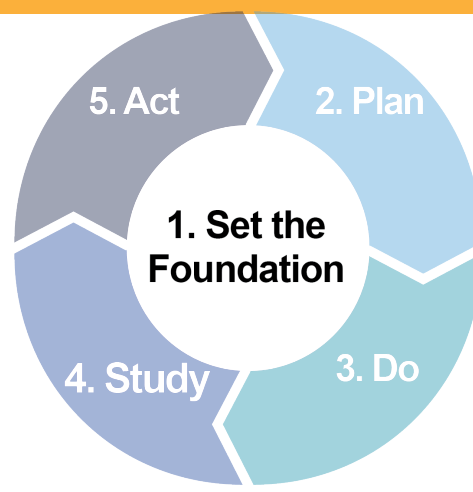 1. Set the
Foundation
2. Plan
3. Do
4. Study
5. Act